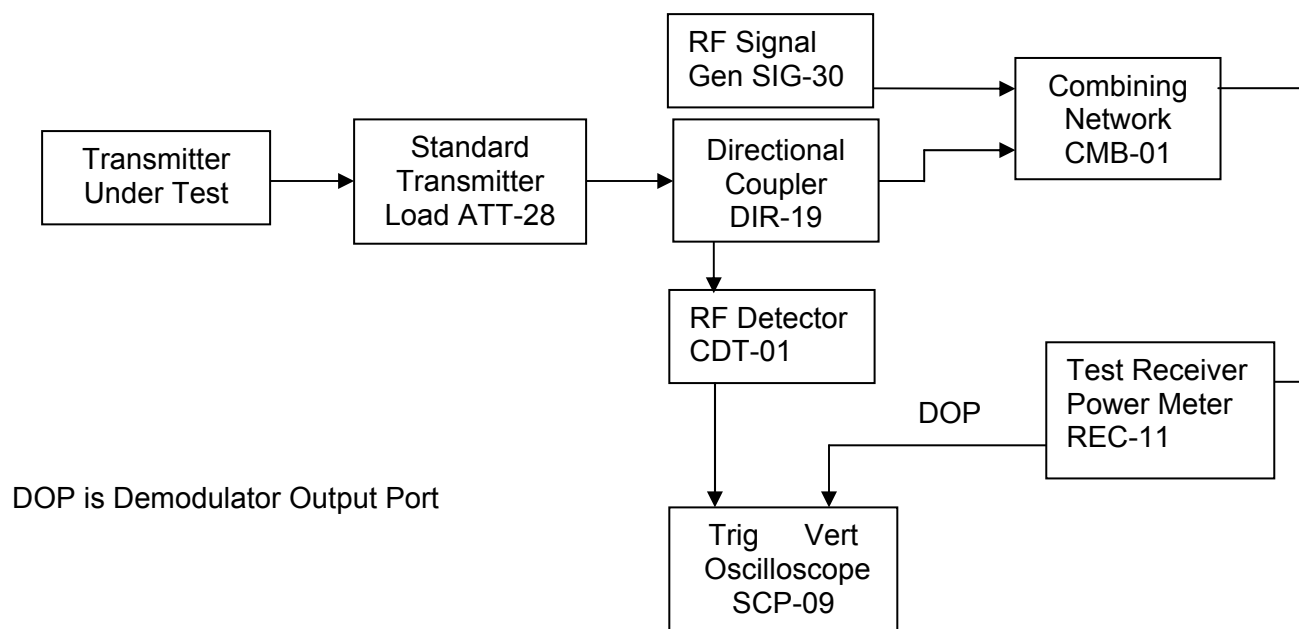 RF Signal
Gen SIG-30
Combining
Network
CMB-01
Transmitter
Under Test
Standard
Transmitter
Load ATT-28
Directional
Coupler
DIR-19
RF Detector
CDT-01
Test Receiver
Power Meter
REC-11
DOP
DOP is Demodulator Output Port
Trig Vert
Oscilloscope
SCP-09